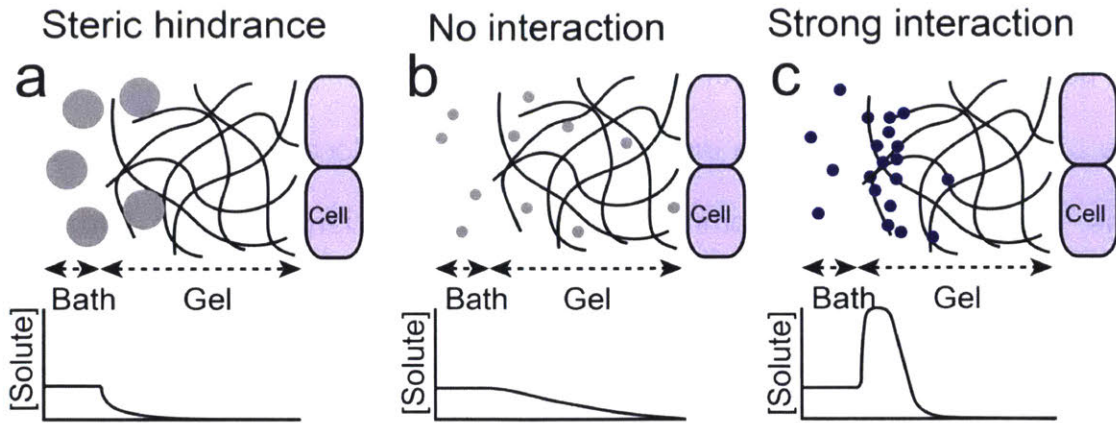 Steric hindrance
No interaction
Strong interaction
a
b
c
Cell
Cell
Cell
Bath Gel
Bath Gel
Bath Gel
[Solute]
[Solute]
[Solute]